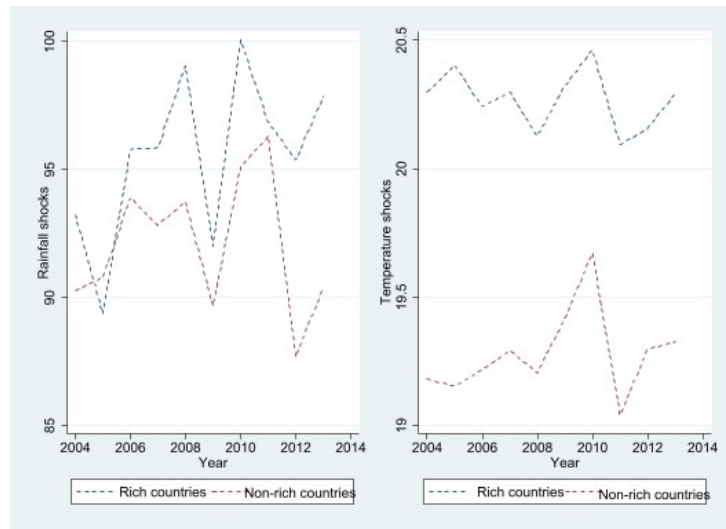 Rainfall shocks
100
95
90
85
2004 2006 2008 2010 2012 2014
Year
Rich countries Non-rich countries
Temperature shocks
20.5
20
19.5
19
2004 2006 2008 2010 2012 2014
Year
Rich countries Non-rich countries